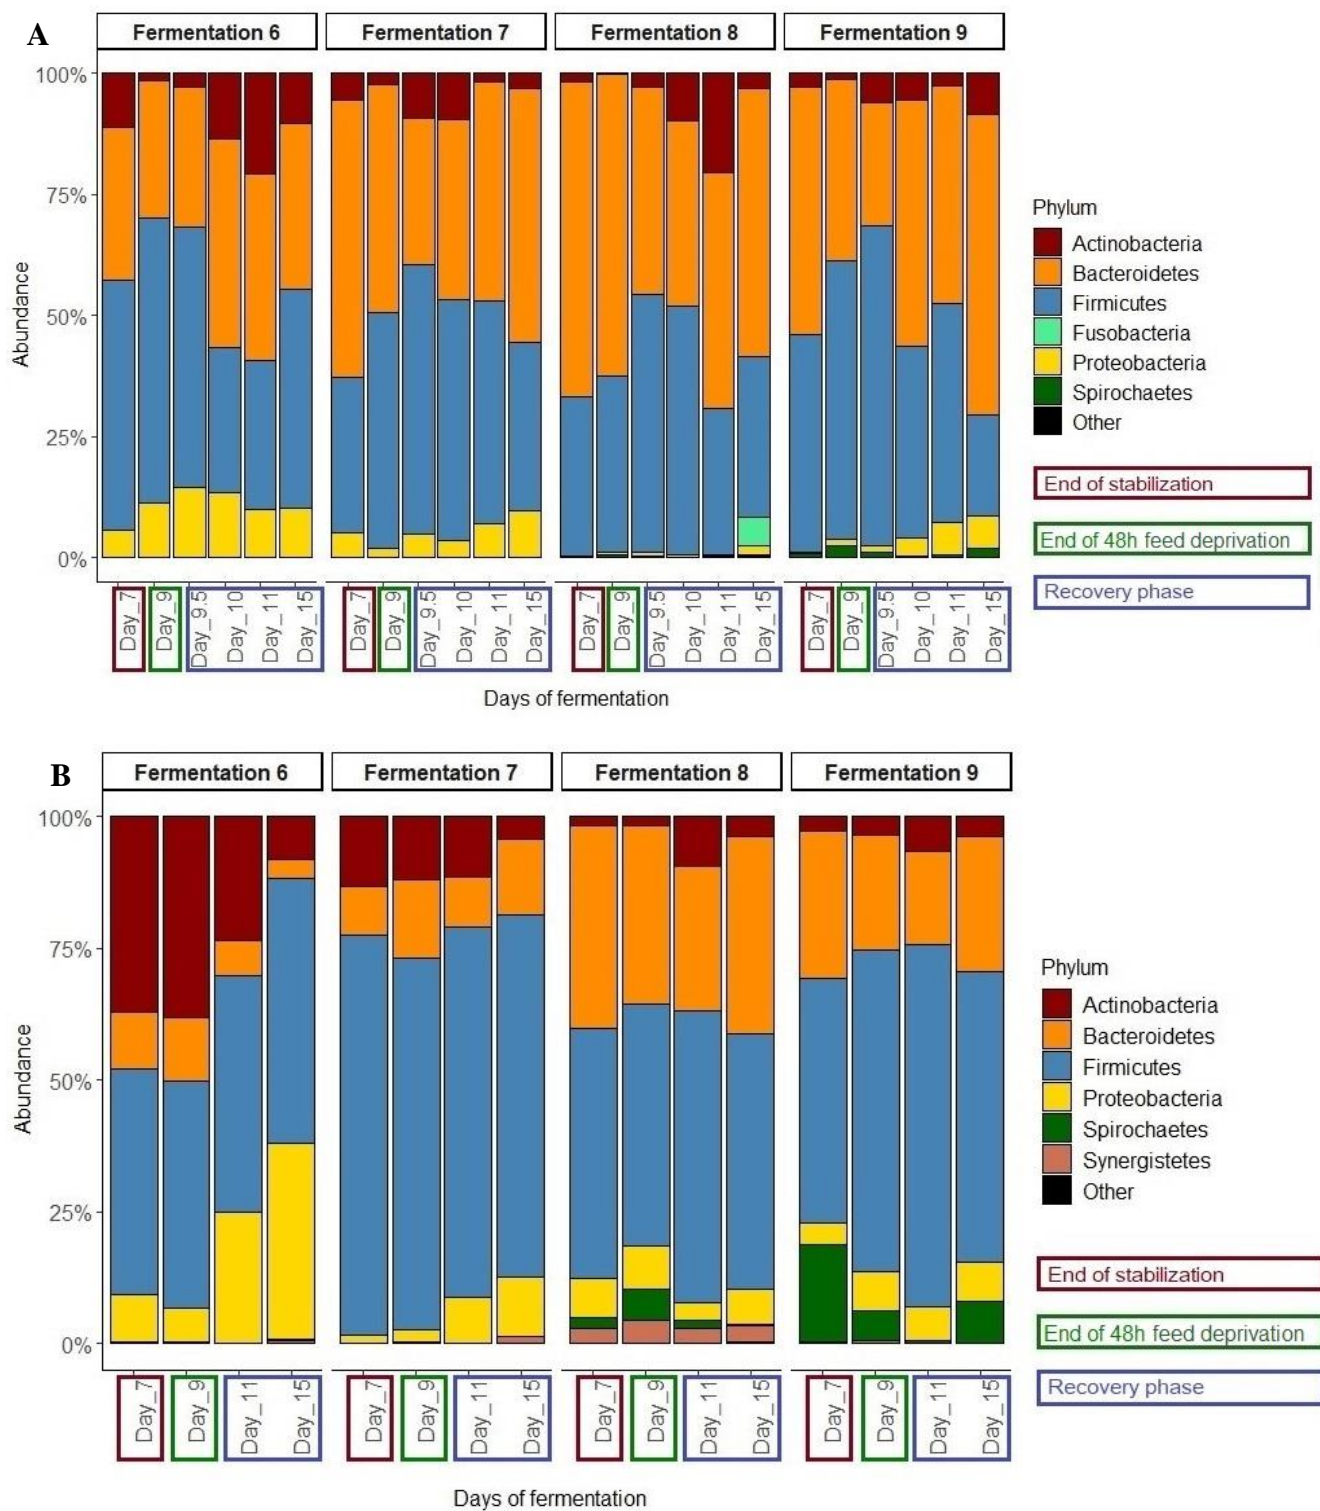 A
Fermentation 6 Fermentation 7 Fermentation 8 Fermentation 9
100%
75%
50%
25%
0%
Abundance
Day_7 Day_9 Day_9.5 Day_10 Day_11 Day_15 Day_7 Day_9 Day_9.5 Day_10 Day_11 Day_15 Day_7 Day_9 Day_9.5 Day_10 Day_11 Day_15 Day_7 Day_9 Day_9.5 Day_10 Day_11 Day_15
Days of fermentation
Phylum
Actinobacteria
Bacteroidetes
Firmicutes
Fusobacteria
Proteobacteria
Spirochaetes
Other
End of stabilization
End of 48h feed deprivation
Recovery phase
B
Fermentation 6 Fermentation 7 Fermentation 8 Fermentation 9
100%
75%
50%
25%
0%
Abundance
Day_7 Day_9 Day_11 Day_15 Day_7 Day_9 Day_11 Day_15 Day_7 Day_9 Day_11 Day_15 Day_7 Day_9 Day_11 Day_15
Days of fermentation
Phylum
Actinobacteria
Bacteroidetes
Firmicutes
Proteobacteria
Spirochaetes
Synergistetes
Other
End of stabilization
End of 48h feed deprivation
Recovery phase